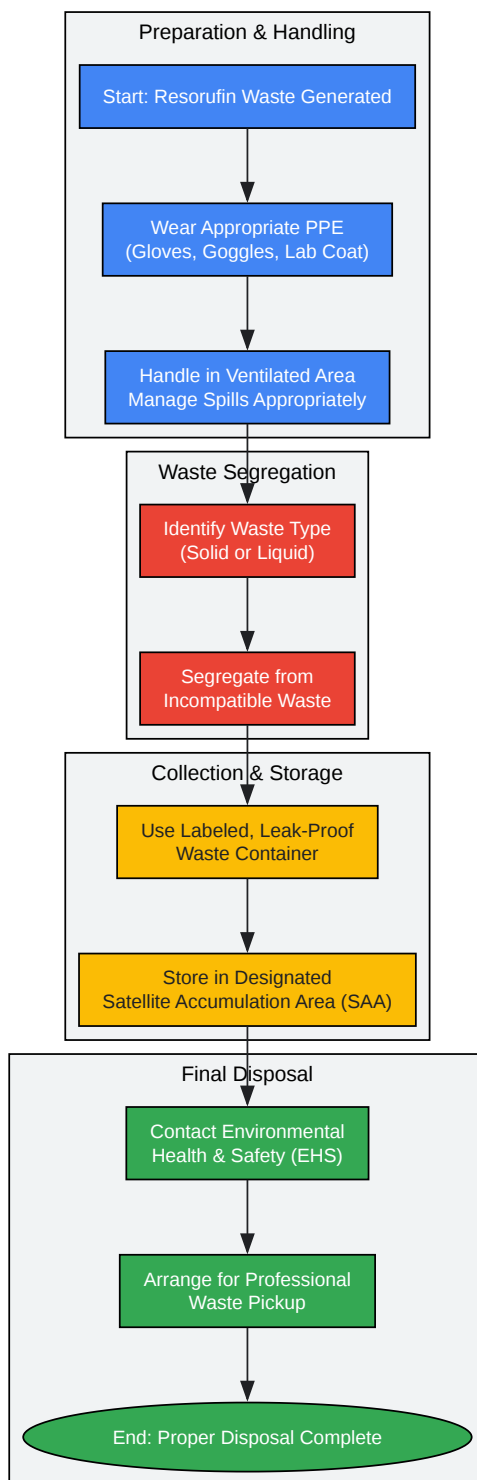 Preparation & Handling
Start: Resorufin Waste Generated
Wear Appropriate PPE
(Gloves, Goggles, Lab Coat)
Handle in Ventilated Area
Manage Spills Appropriately
Waste Segregation
Identify Waste Type
(Solid or Liquid)
Segregate from
Incompatible Waste
Collection & Storage
Use Labeled, Leak-Proof
Waste Container
Store in Designated
Satellite Accumulation Area (SAA)
Final Disposal
Contact Environmental
Health & Safety (EHS)
Arrange for Professional
Waste Pickup
End: Proper Disposal Complete